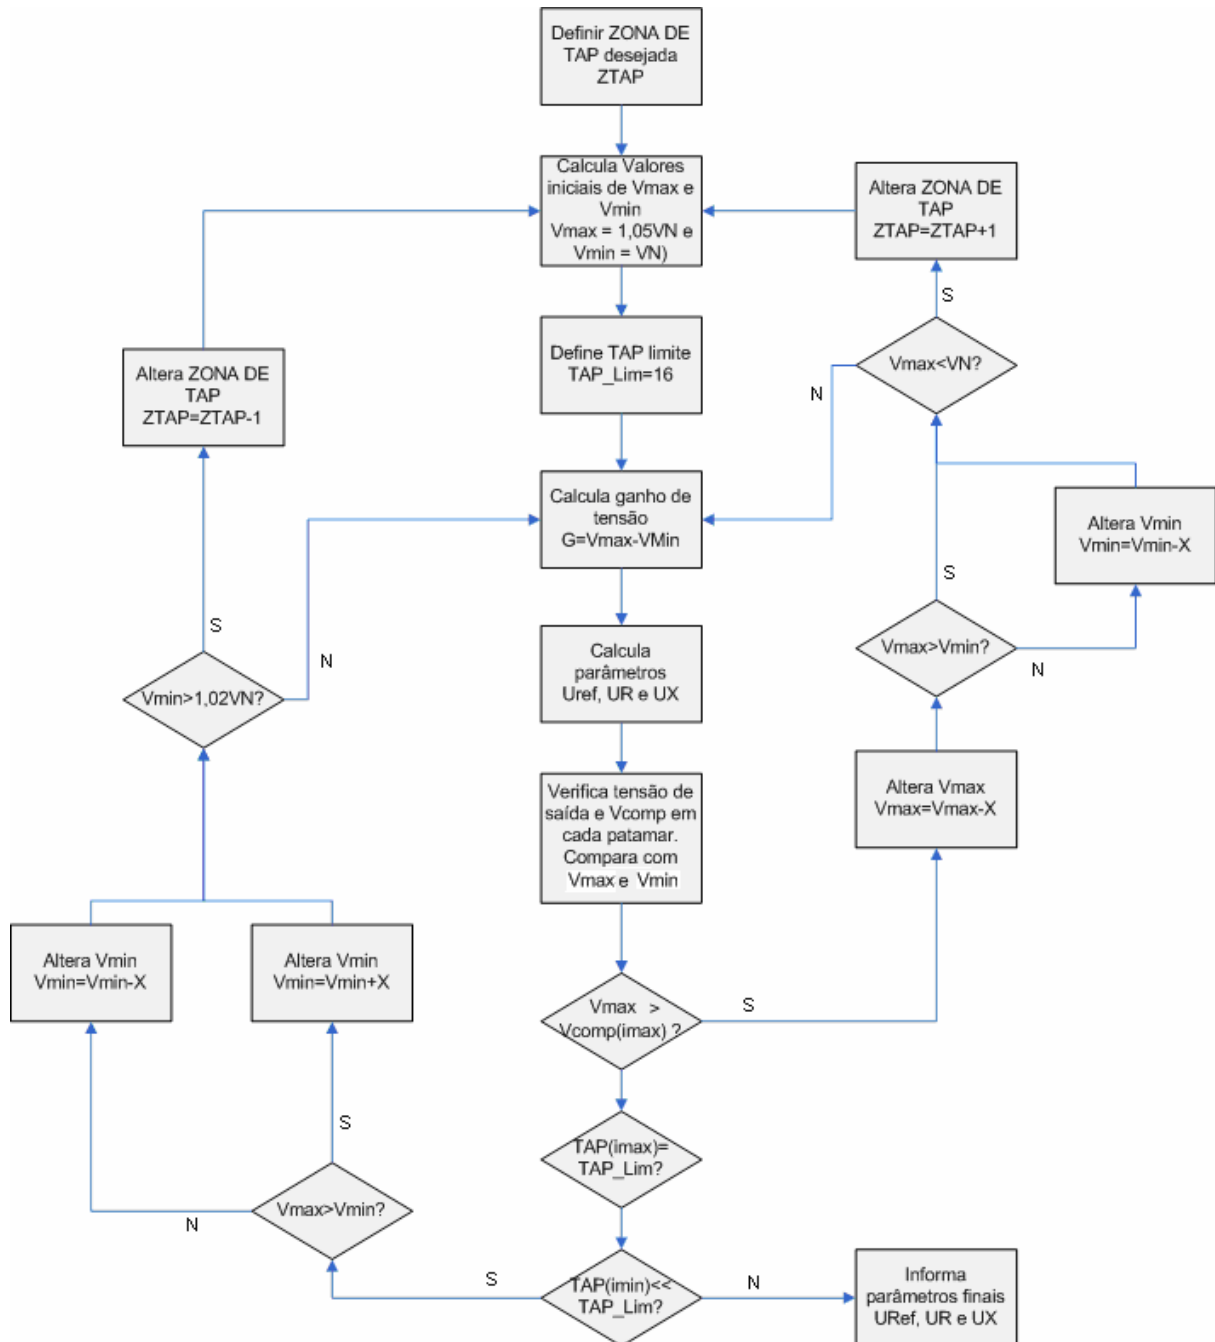 Definir ZONA DE
TAP desejada
ZTAP
Calcula Valores
iniciais de Vmax e
Vmin
Vmax = 1,05VN e
Vmin = VN)
Altera ZONA DE
TAP
ZTAP=ZTAP+1
S
Define TAP limite
TAP_Lim=16
Vmax<VN?
N
Altera ZONA DE
TAP
ZTAP=ZTAP-1
Calcula ganho de
tensão
G=Vmax-VMin
Altera Vmin
Vmin=Vmin-X
S
S
N
Vmin>1,02VN?
Calcula
parâmetros
Uref, UR e UX
Vmax>Vmin?
N
Verifica tensão de
saída e Vcomp em
cada patamar.
Compara com
Vmax e Vmin
Altera Vmax
Vmax=Vmax-X
Altera Vmin
Vmin=Vmin-X
Altera Vmin
Vmin=Vmin+X
Vmax >
Vcomp(imax) ?
S
S
TAP(imax)=
TAP_Lim?
Vmax>Vmin?
N
S
TAP(imin)<<
TAP_Lim?
N
Informa
parâmetros finais
URef, UR e UX